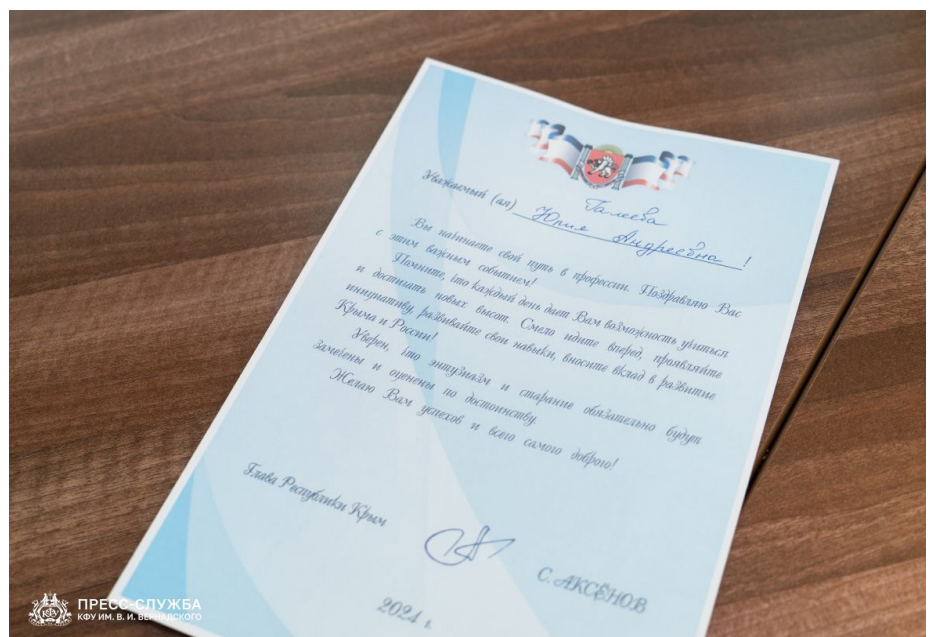 Галеева
Уважаемый (ая) Юлия Андреевна !
Вы начинаете свой путь в профессии. Поздравляю Вас
с этим важным событием!
Помните, что каждый день дает Вам возможность учиться
и достигать новых высот. Смело идите вперед, проявляйте
инициативу, развивайте свои навыки, вносите вклад в развитие
Крыма и России!
Уверен, что энтузиазм и старание обязательно будут
замечены и оценены по достоинству.
Желаю Вам успехов и всего самого доброго!
Глава Республики Крым
С. АКСЁНОВ
2024 г.
ПРЕСС-СЛУЖБА
КФУ ИМ. В. И. ВЕРНАДСКОГО